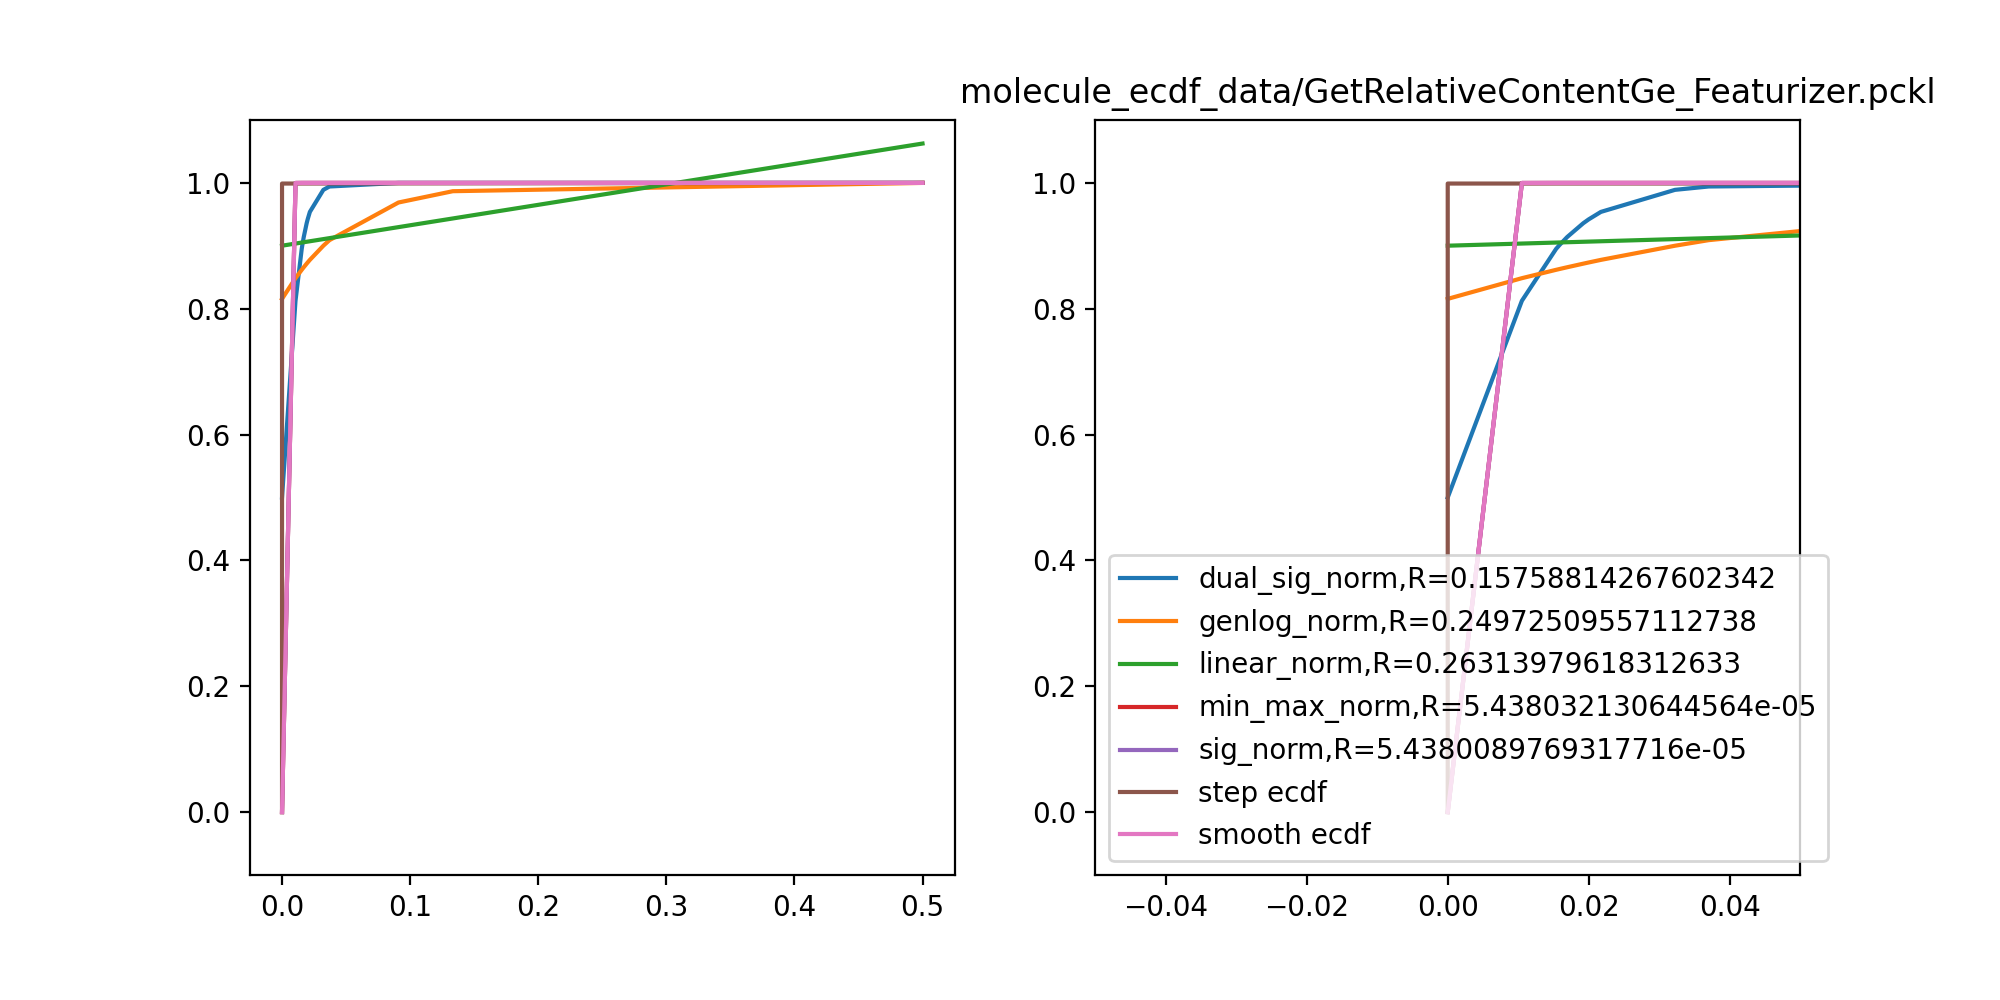 molecule_ecdf_data/GetRelativeContentGe_Featurizer.pckl
1.0
0.8
0.6
0.4
0.2
0.0
0.0 0.1 0.2 0.3 0.4 0.5
1.0
0.8
0.6
0.4
0.2
0.0
dual_sig_norm,R=0.15758814267602342
genlog_norm,R=0.24972509557112738
linear_norm,R=0.26313979618312633
min_max_norm,R=5.4380321306445​64e-05
sig_norm,R=5.4380089769317716e-05
step ecdf
smooth ecdf
−0.04 −0.02 0.00 0.02 0.04